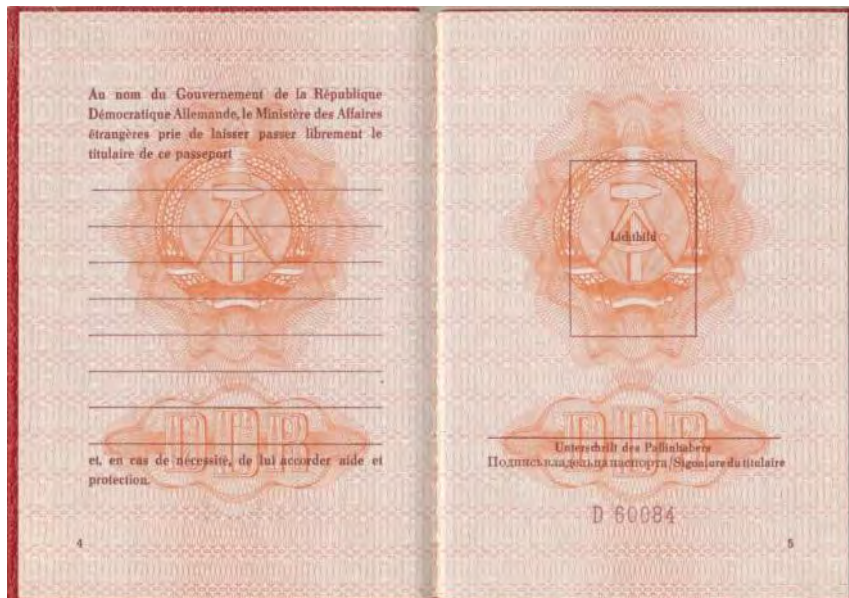 Au nom du Gouvernement de la République
Démocratique Allemande, le Ministère des Affaires
étrangères prie de laisser passer librement le
titulaire de ce passeport
DDR
et, en cas de nécessité, de lui accorder aide et
protection.
4
Lichtbild
DDR
Unterschrift des Paßinhabers
Подпись владельца паспорта/Signature du titulaire
D 60084
5